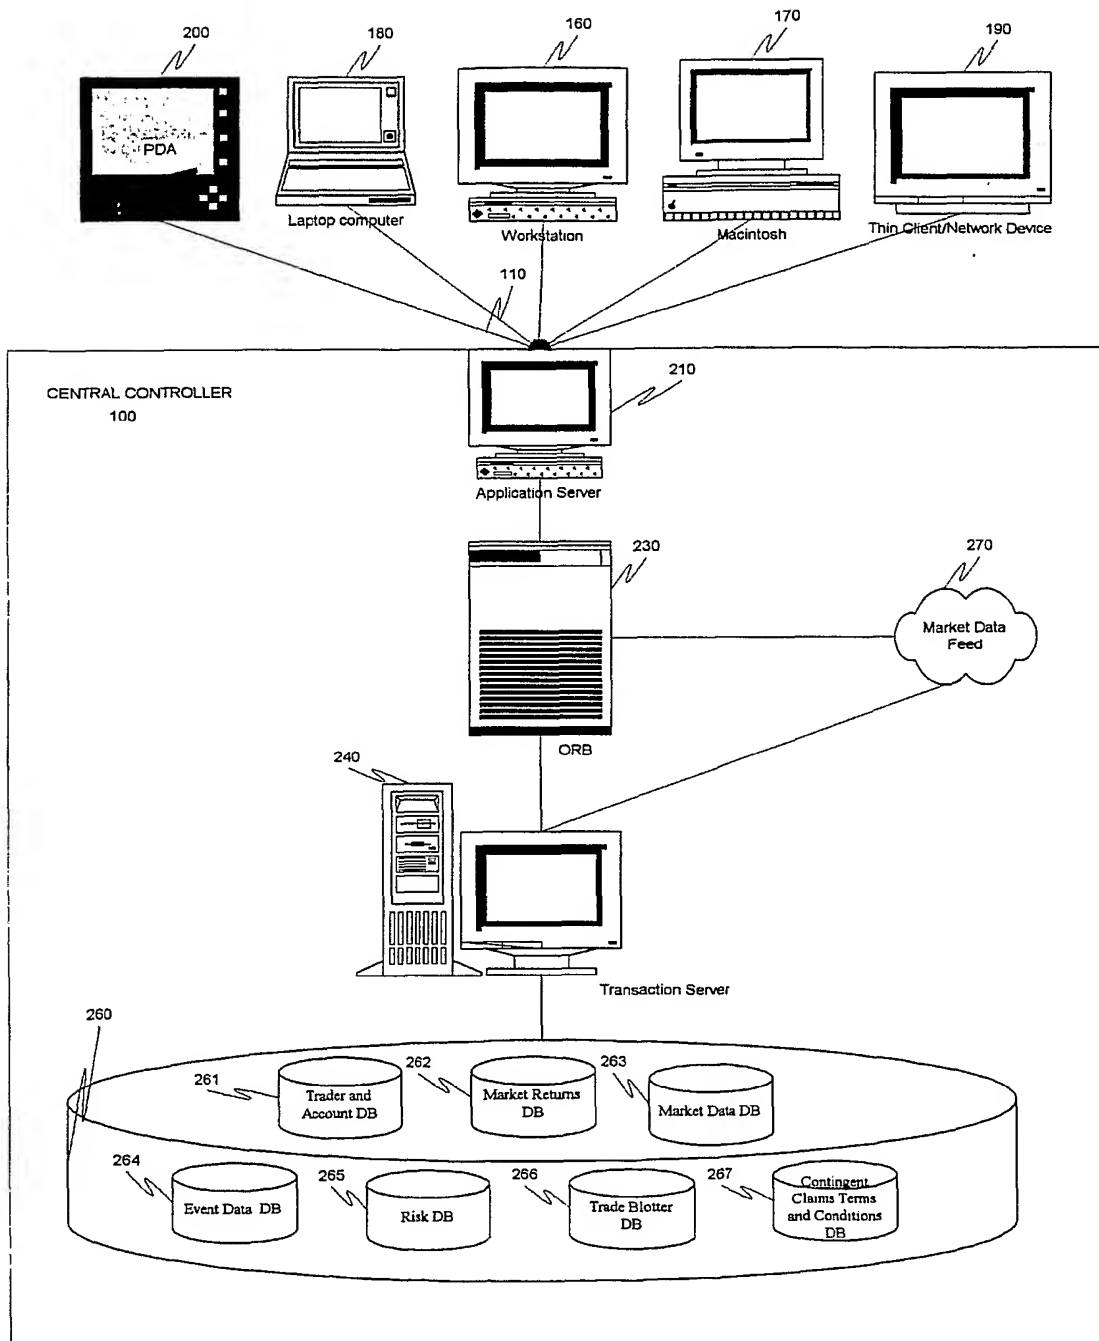 200
180
160
170
190
PDA
Laptop computer
Workstation
Macintosh
Thin Client/Network Device
110
CENTRAL CONTROLLER
100
210
Application Server
230
270
Market Data
Feed
ORB
240
Transaction Server
260
261
Trader and
Account DB
262
Market Returns
DB
263
Market Data DB
264
Event Data DB
265
Risk DB
266
Trade Blotter
DB
267
Contingent
Claims Terms
and Conditions
DB